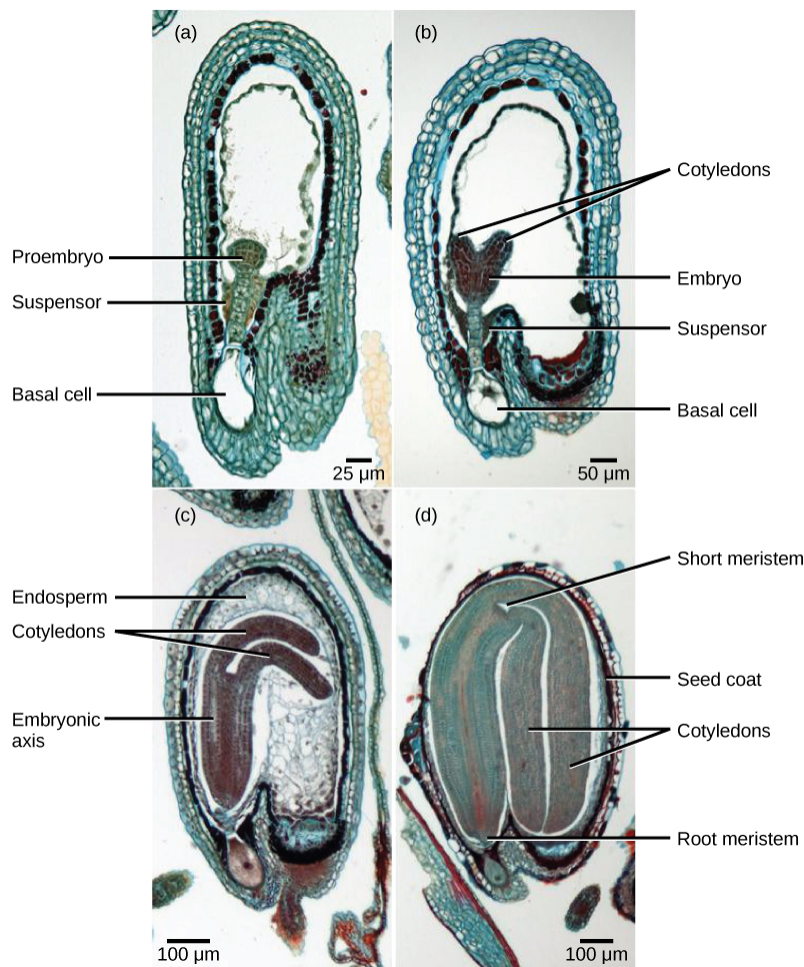 (a)
Proembryo
Suspensor
Basal cell
25 μm
(b)
Cotyledons
Embryo
Suspensor
Basal cell
50 μm
(c)
Endosperm
Cotyledons
Embryonic
axis
100 μm
(d)
Short meristem
Seed coat
Cotyledons
Root meristem
100 μm